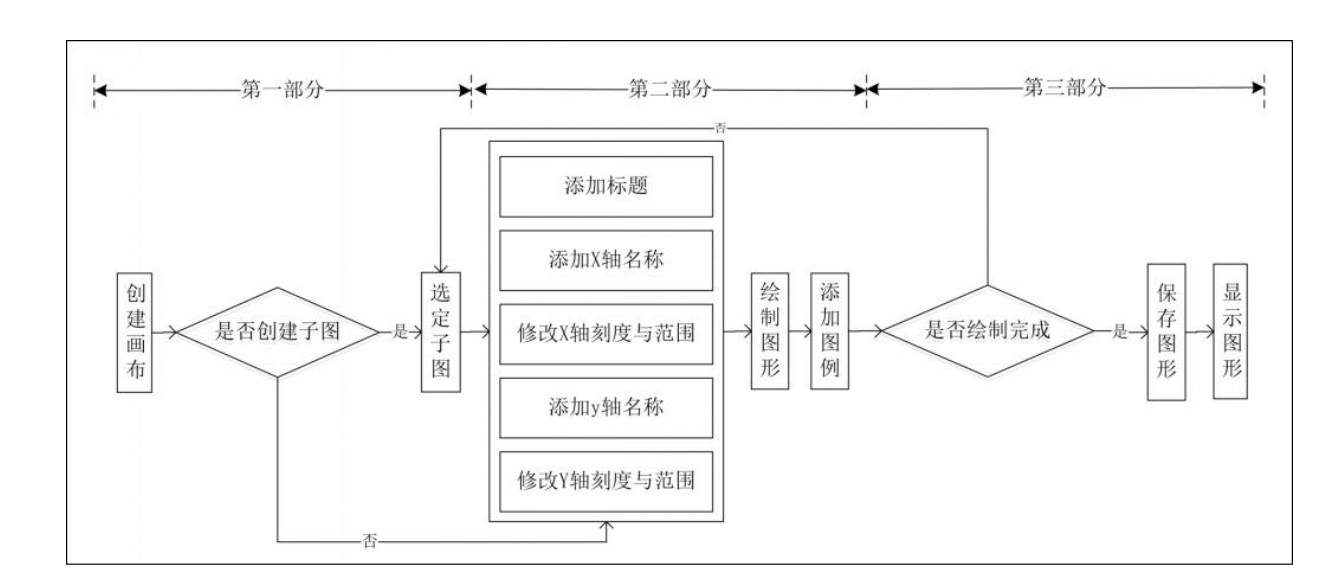 第一部分
第二部分
第三部分
否
添加标题
添加X轴名称
修改X轴刻度与范围
添加y轴名称
修改Y轴刻度与范围
创建画布
是否创建子图
是
选定子图
绘制图形
添加图例
是否绘制完成
是
保存图形
显示图形
否